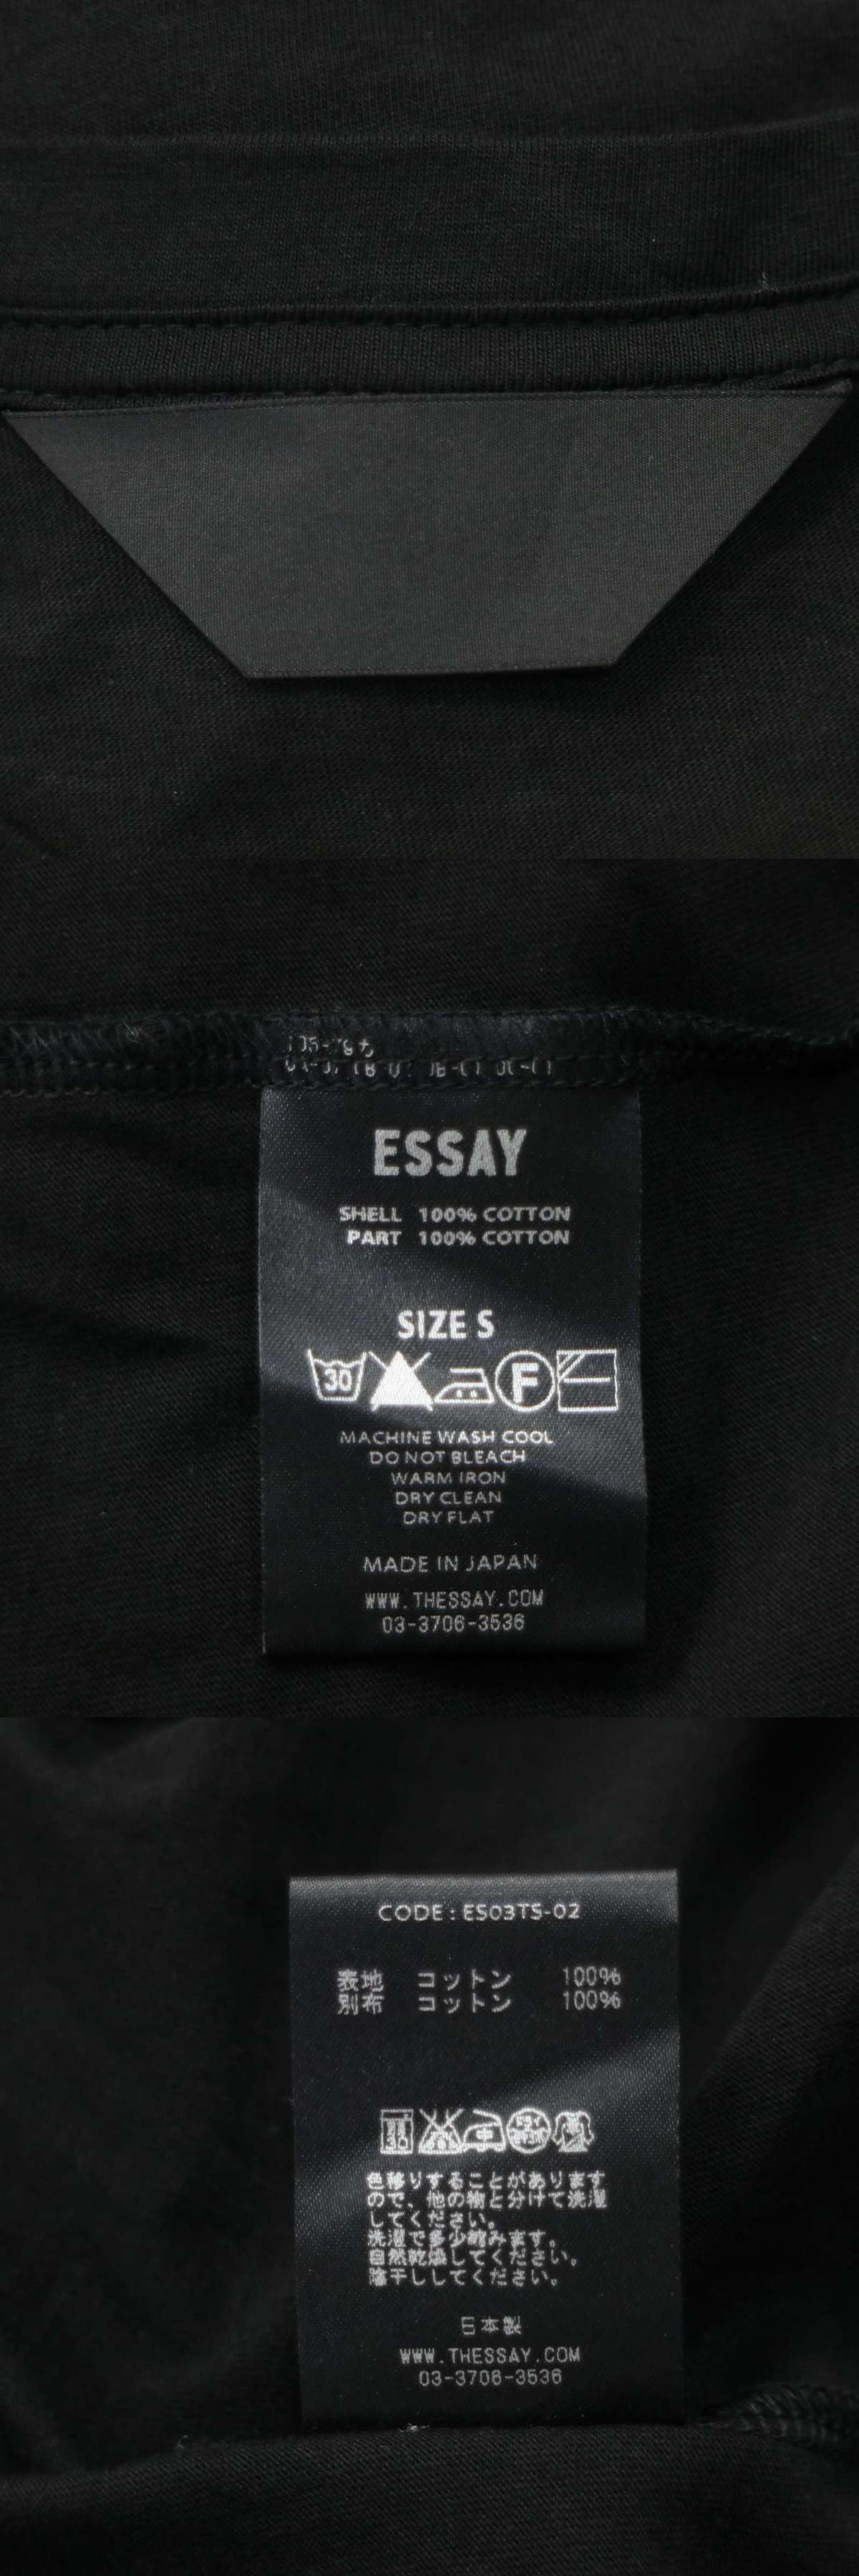 ESSAY
SHELL 100% COTTON
PART 100% COTTON
SIZE S
30 F
MACHINE WASH COOL
DO NOT BLEACH
WARM IRON
DRY CLEAN
DRY FLAT
MADE IN JAPAN
WWW.THESSAY.COM
03-3706-3536
CODE : ES03TS-02
表地 コットン 100%
別布 コットン 100%
色移りすることがあります
ので、他の物と分けて洗濯
してください。
洗濯で多少縮みます。
自然乾燥してください。
陰干ししてください。
日本製
WWW.THESSAY.COM
03-3706-3536